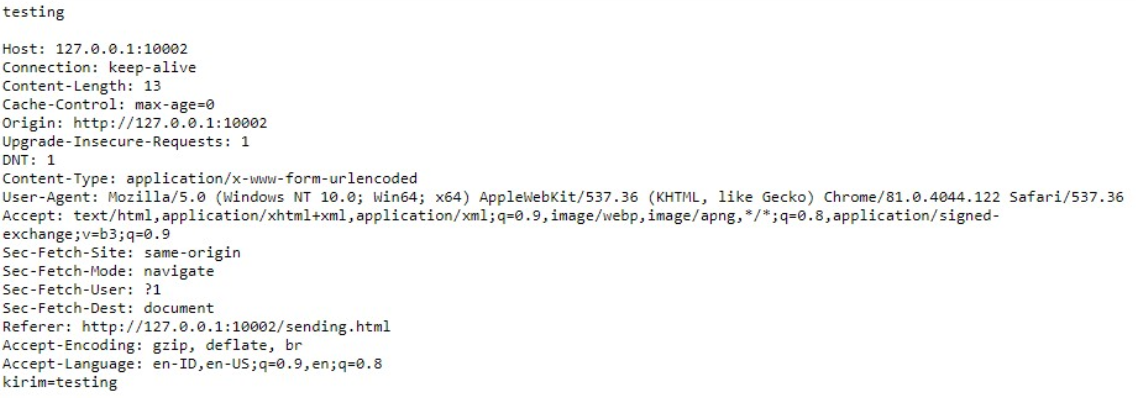 testing
Host: 127.0.0.1:10002
Connection: keep-alive
Content-Length: 13
Cache-Control: max-age=0
Origin: http://127.0.0.1:10002
Upgrade-Insecure-Requests: 1
DNT: 1
Content-Type: application/x-www-form-urlencoded
User-Agent: Mozilla/5.0 (Windows NT 10.0; Win64; x64) AppleWebKit/537.36 (KHTML, like Gecko) Chrome/81.0.4044.122 Safari/537.36
Accept: text/html,application/xhtml+xml,application/xml;q=0.9,image/webp,image/apng,*/*;q=0.8,application/signed-
exchange;v=b3;q=0.9
Sec-Fetch-Site: same-origin
Sec-Fetch-Mode: navigate
Sec-Fetch-User: ?1
Sec-Fetch-Dest: document
Referer: http://127.0.0.1:10002/sending.html
Accept-Encoding: gzip, deflate, br
Accept-Language: en-ID,en-US;q=0.9,en;q=0.8
kirim=testing